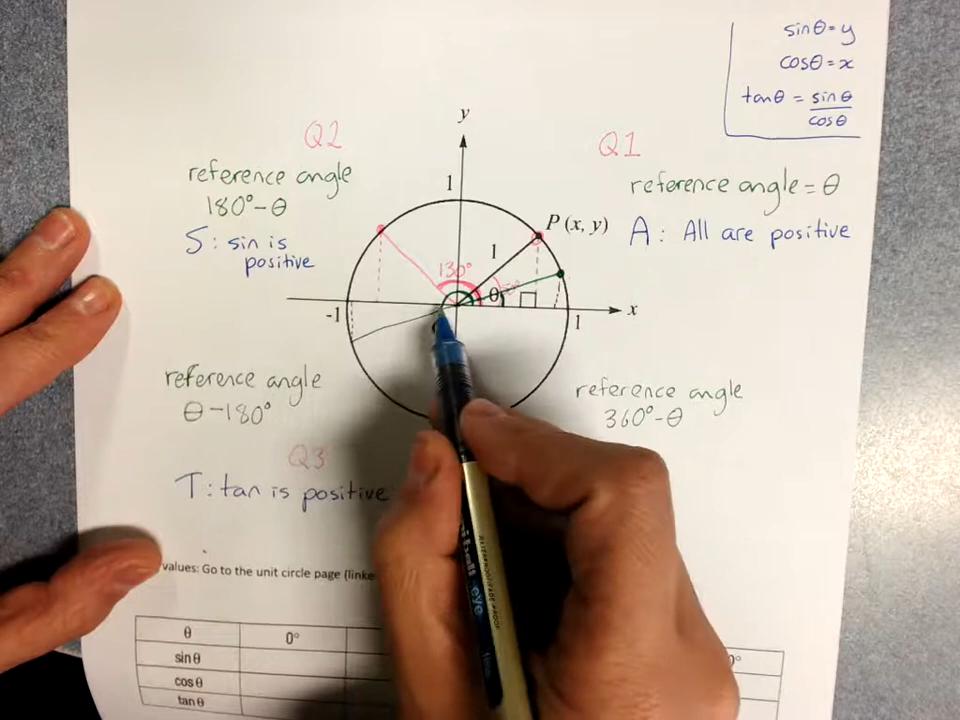 sinθ=y
cosθ=x
tanθ = sinθ
cosθ
y
Q2
Q1
reference angle
180°-θ
1
reference angle = θ
P (x, y)
S: sin is
positive
A: All are positive
1
130°
θ
x
-1
1
reference angle
θ-180°
reference angle
360°-θ
Q3
T: tan is positive
values: Go to the unit circle page
θ
0°
sinθ
cosθ
tanθ